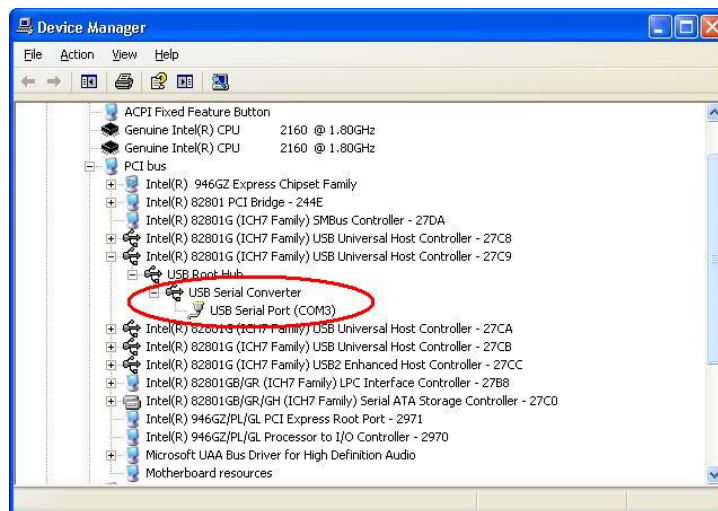 Device Manager
File Action View Help
ACPI Fixed Feature Button
Genuine Intel(R) CPU 2160 @ 1.80GHz
Genuine Intel(R) CPU 2160 @ 1.80GHz
PCI bus
Intel(R) 946GZ Express Chipset Family
Intel(R) 82801 PCI Bridge - 244E
Intel(R) 82801G (ICH7 Family) SMBus Controller - 27DA
Intel(R) 82801G (ICH7 Family) USB Universal Host Controller - 27C8
Intel(R) 82801G (ICH7 Family) USB Universal Host Controller - 27C9
USB Root Hub
USB Serial Converter
USB Serial Port (COM3)
Intel(R) 82801G (ICH7 Family) USB Universal Host Controller - 27CA
Intel(R) 82801G (ICH7 Family) USB Universal Host Controller - 27CB
Intel(R) 82801G (ICH7 Family) USB2 Enhanced Host Controller - 27CC
Intel(R) 82801GB/GR (ICH7 Family) LPC Interface Controller - 27B8
Intel(R) 82801GB/GR/GH (ICH7 Family) Serial ATA Storage Controller - 27C0
Intel(R) 946GZ/PL/GL PCI Express Root Port - 2971
Intel(R) 946GZ/PL/GL Processor to I/O Controller - 2970
Microsoft UAA Bus Driver for High Definition Audio
Motherboard resources